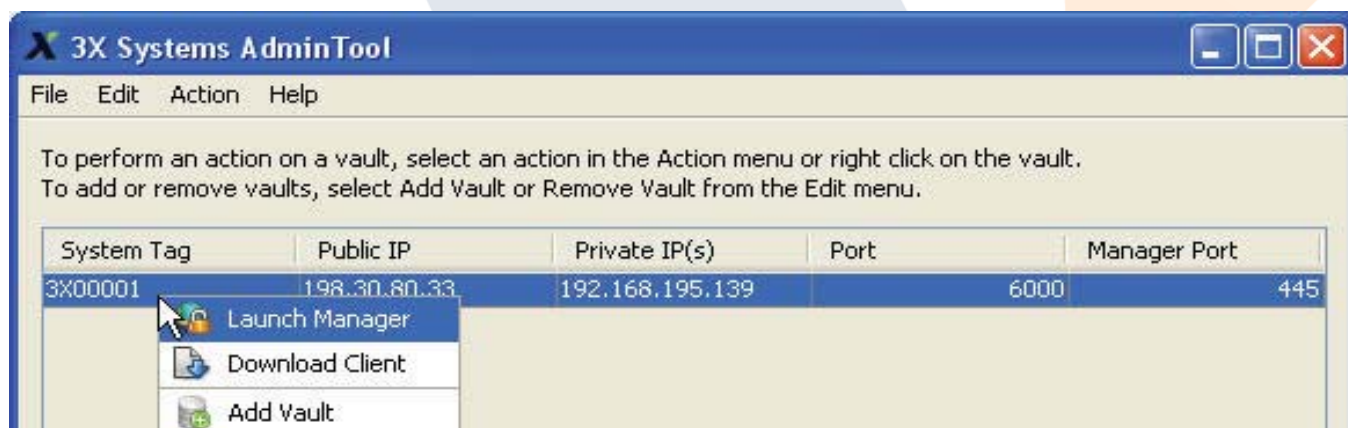 3X Systems AdminTool
File Edit Action Help
To perform an action on a vault, select an action in the Action menu or right click on the vault.
To add or remove vaults, select Add Vault or Remove Vault from the Edit menu.
System Tag Public IP Private IP(s) Port Manager Port
3X00001 198.30.80.33 192.168.195.139 6000 445
Launch Manager
Download Client
Add Vault